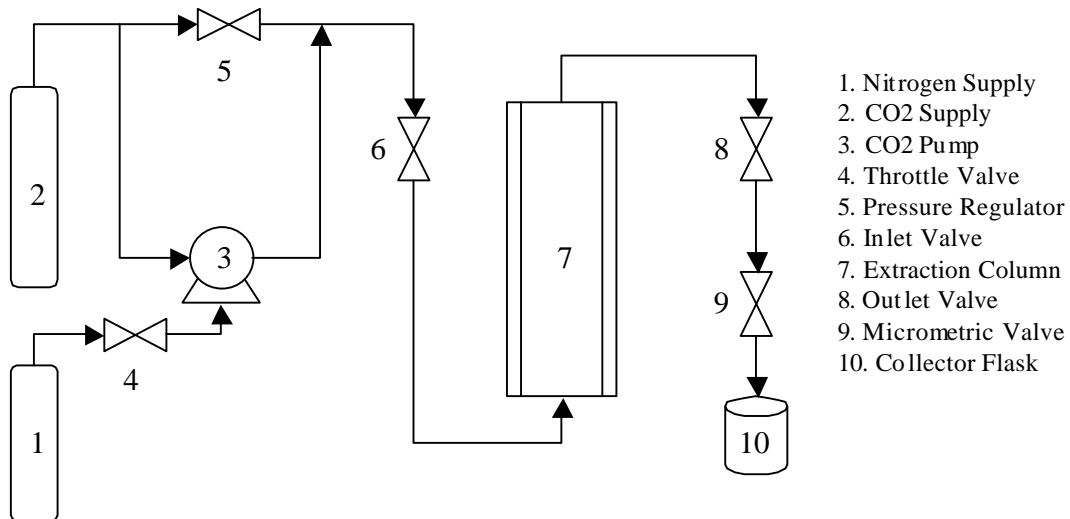 5
2
6
3
4
1
7
8
9
10
1. Nitrogen Supply
2. CO2 Supply
3. CO2 Pump
4. Throttle Valve
5. Pressure Regulator
6. Inlet Valve
7. Extraction Column
8. Outlet Valve
9. Micrometric Valve
10. Collector Flask